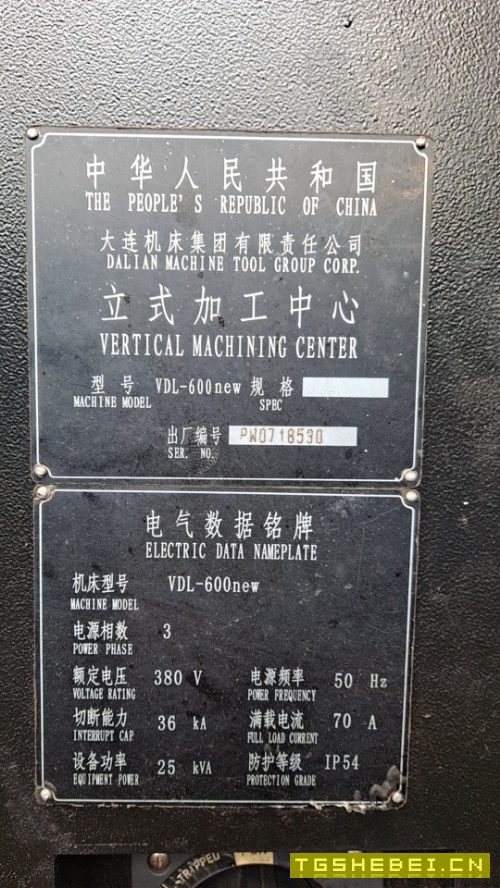 中华人民共和国
THE PEOPLE'S REPUBLIC OF CHINA
大连机床集团有限责任公司
DALIAN MACHINE TOOL GROUP CORP.
立式加工中心
VERTICAL MACHINING CENTER
型号 VDL-600new 规格
MACHINE MODEL SPEC
出厂编号 PW0718530
SER. NO.
电气数据铭牌
ELECTRIC DATA NAMEPLATE
机床型号 VDL-600new
MACHINE MODEL
电源相数 3
POWER PHASE
额定电压 380 V 电源频率 50 Hz
VOLTAGE RATING POWER FREQUENCY
切断能力 36 kA 满载电流 70 A
INTERRUPT CAP FULL LOAD CURRENT
设备功率 25 kVA 防护等级 IP54
EQUIPMENT POWER PROTECTION GRADE
TRIPPED
TGSHEBEI.CN